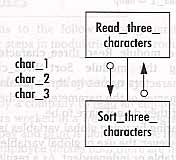 Read_three_
characters
char_1
char_2
char_3
Sort_three_
characters